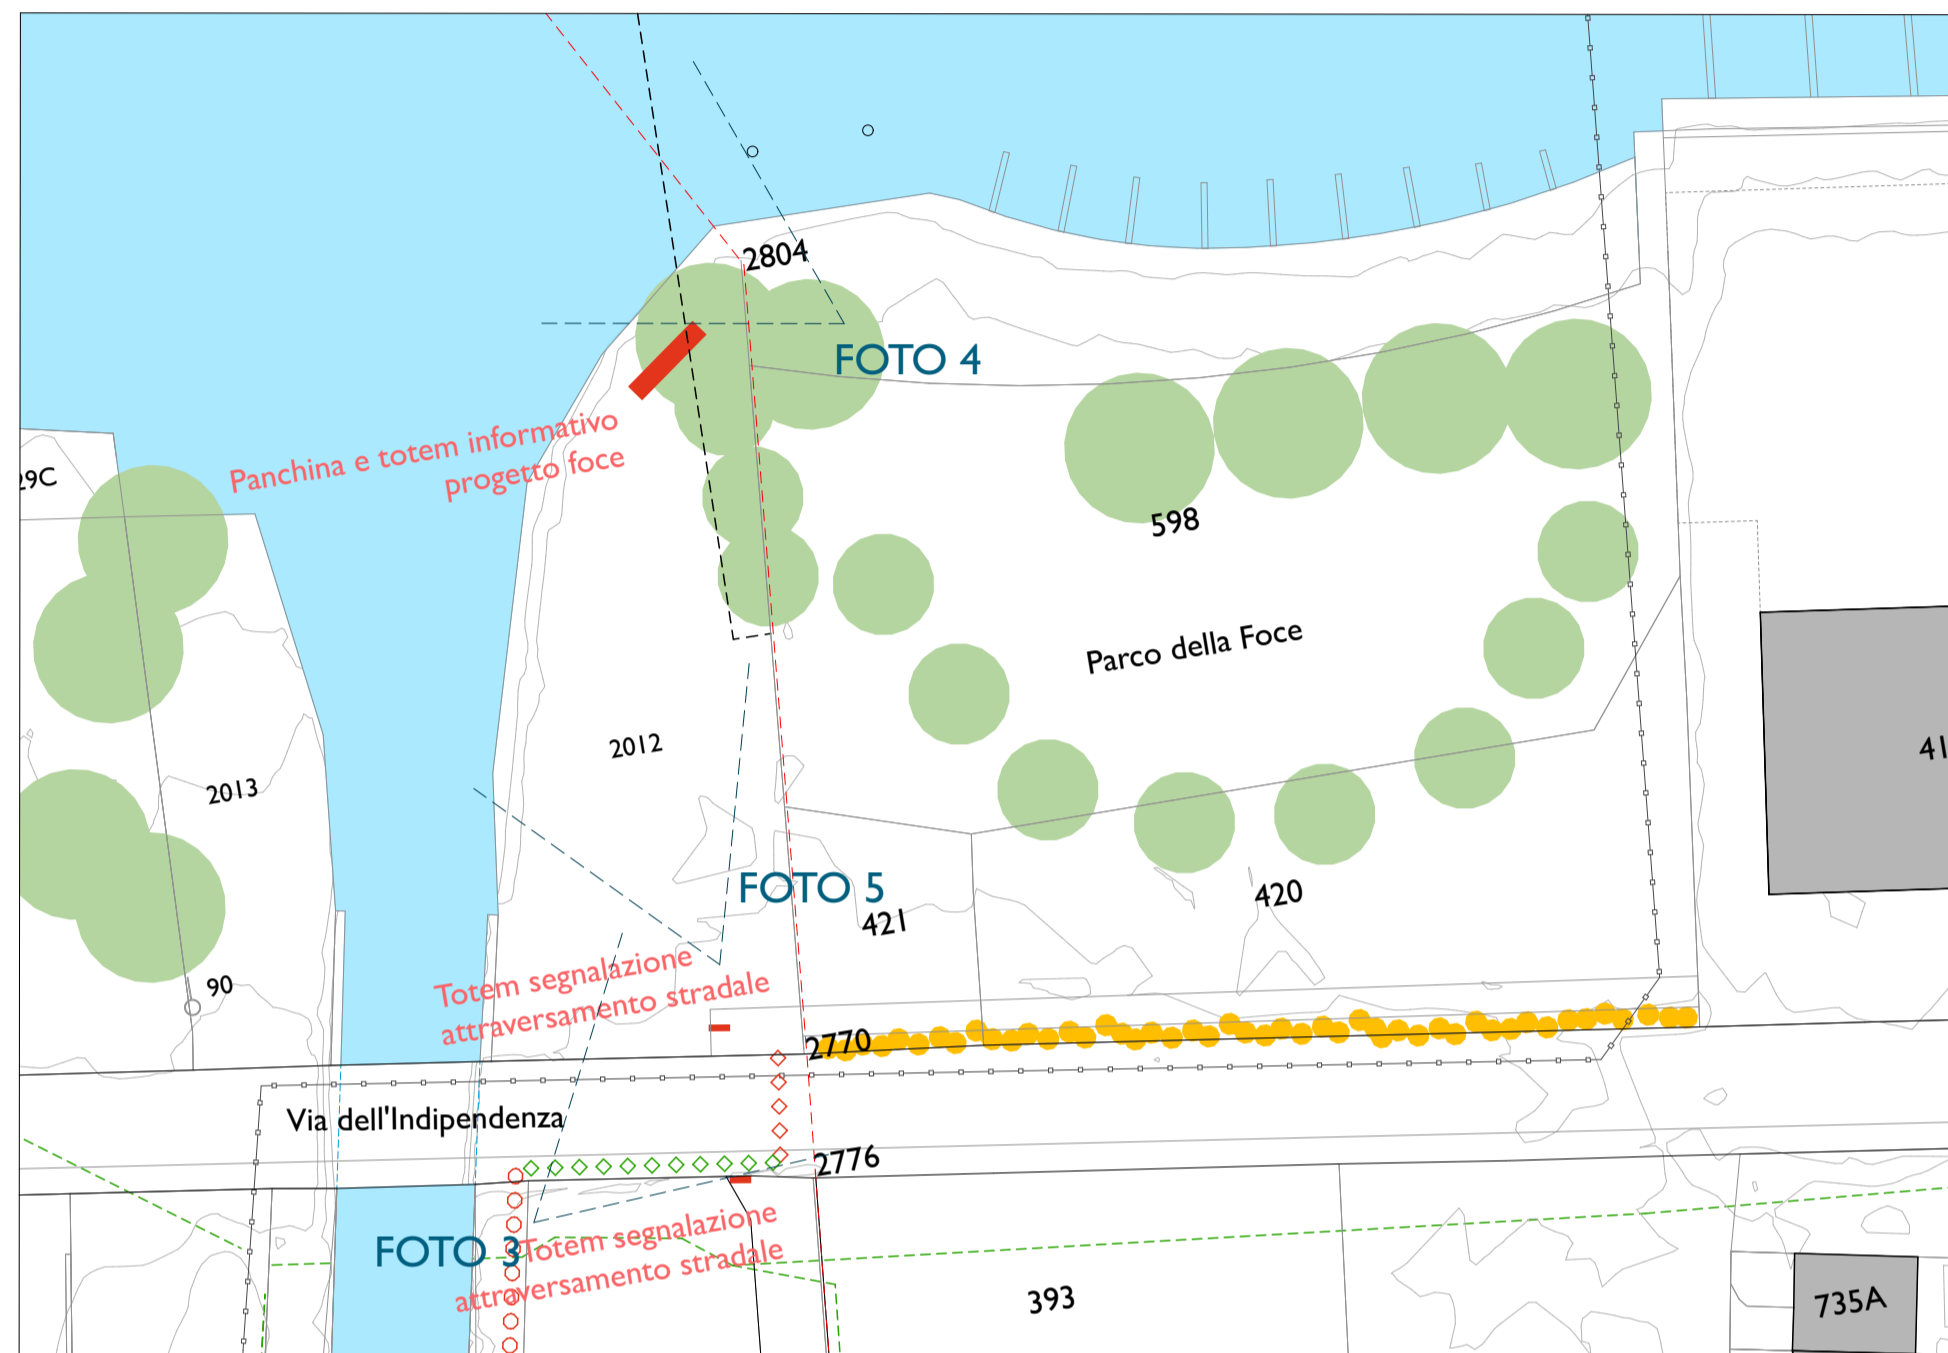 2804
FOTO 4
Panchina e totem informativo
progetto foce
29C
598
Parco della Foce
2012
2013
41
FOTO 5
421
420
90
Totem segnalazione
attraversamento stradale
2770
Via dell'Indipendenza
2776
FOTO 3
Totem segnalazione
attraversamento stradale
393
735A